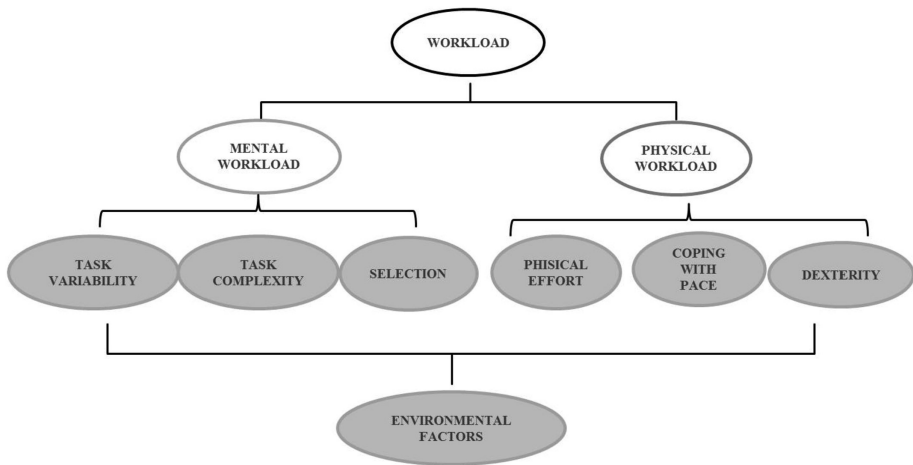 WORKLOAD
MENTAL
WORKLOAD
PHYSICAL
WORKLOAD
TASK
VARIABILITY
TASK
COMPLEXITY
SELECTION
PHISICAL
EFFORT
COPING
WITH
PACE
DEXTERITY
ENVIRONMENTAL
FACTORS